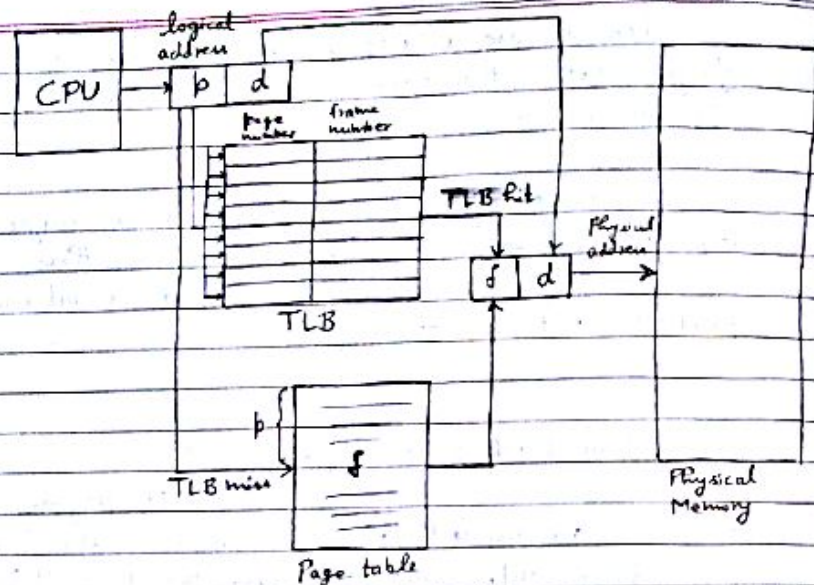 logical
address
CPU
p d
page number
frame number
TLB hit
Physical
address
f d
TLB
p
f
TLB miss
Physical
Memory
Page table